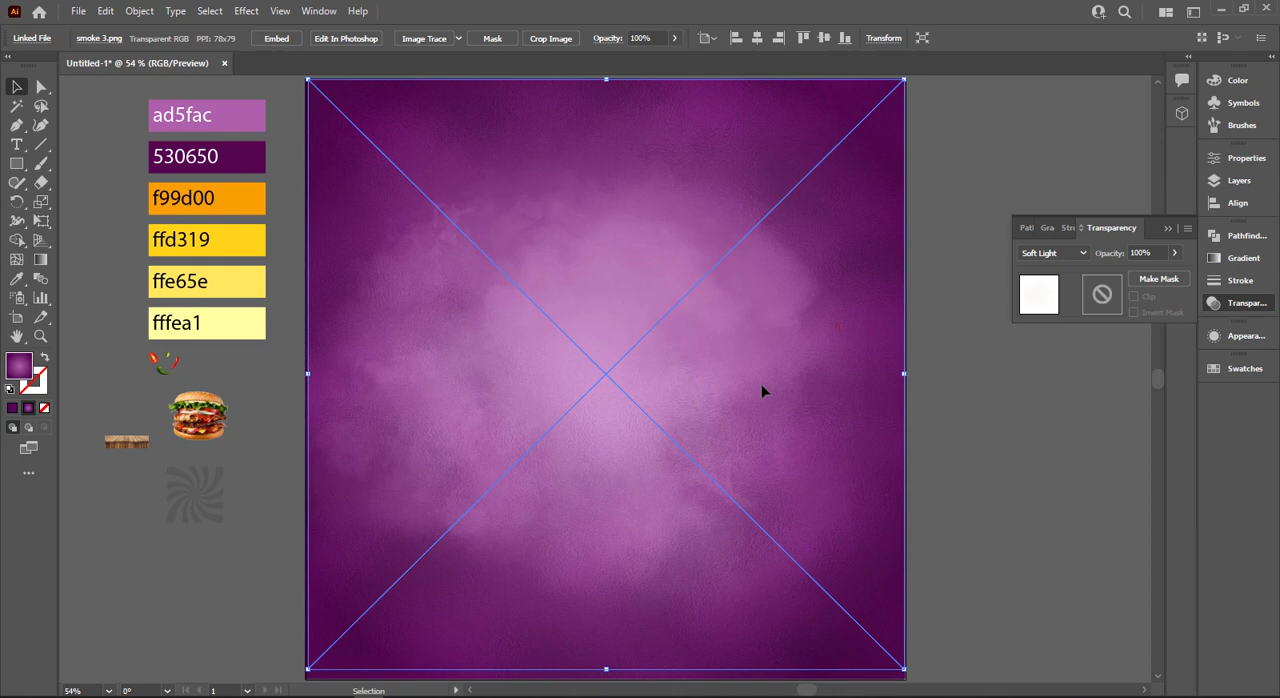 Ai File Edit Object Type Select Effect View Window Help
Linked File smoke 3.png Transparent RGB PPI: 78x79 Embed Edit In Photoshop Image Trace Mask Crop Image Opacity: 100% Transform
Untitled-1* @ 54 % (RGB/Preview) ×
ad5fac
530650
f99d00
ffd319
ffe65e
fffea1
Color
Symbols
Brushes
Properties
Layers
Align
Pathfind...
Gradient
Stroke
Transpar...
Appeara...
Swatches
Patl Gra Stro Transparency
Soft Light Opacity: 100%
Make Mask
Clip
Invert Mask
54% 0° 1 Selection